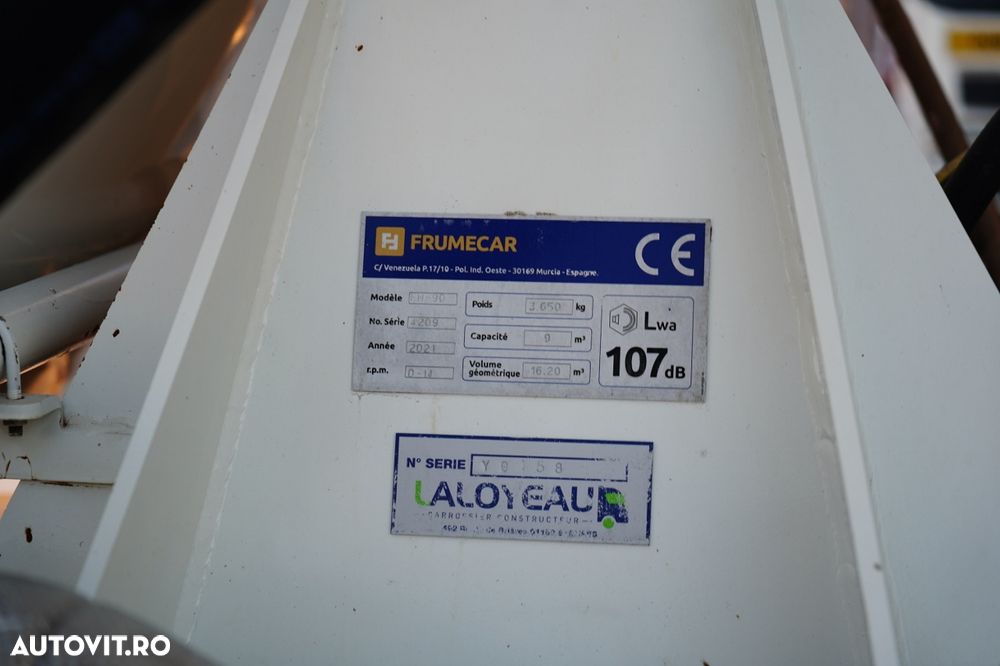 FRUMECAR
CE
C/ Venezuela P.17/10 - Pol. Ind. Oeste - 30169 Murcia - Espagne.
Modèle
No. Série 4209
Année 2021
r.p.m. 0-14
Poids 3.650 kg
Capacité 9 m³
Volume géométrique 16.20 m³
LWA
107dB
N° SERIE
LALOYEAU
CARROSSIER CONSTRUCTEUR
AUTOVIT.RO